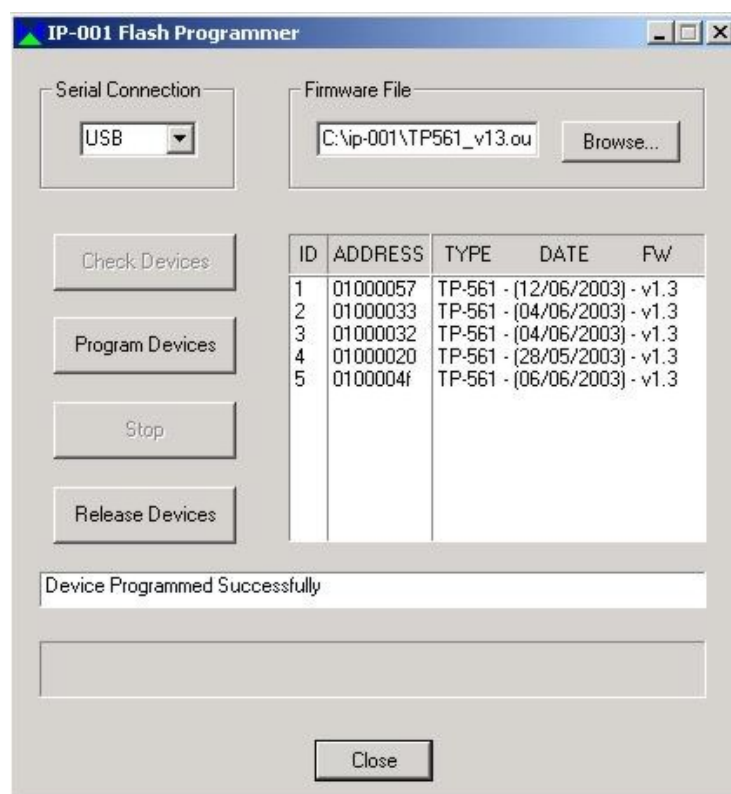 IP-001 Flash Programmer
Serial Connection
USB
Firmware File
C:\ip-001\TP561_v13.ou
Browse...
Check Devices
Program Devices
Stop
Release Devices
ID ADDRESS TYPE DATE FW
1 01000057 TP-561 - (12/06/2003) - v1.3
2 01000033 TP-561 - (04/06/2003) - v1.3
3 01000032 TP-561 - (04/06/2003) - v1.3
4 01000020 TP-561 - (28/05/2003) - v1.3
5 0100004f TP-561 - (06/06/2003) - v1.3
Device Programmed Successfully
Close